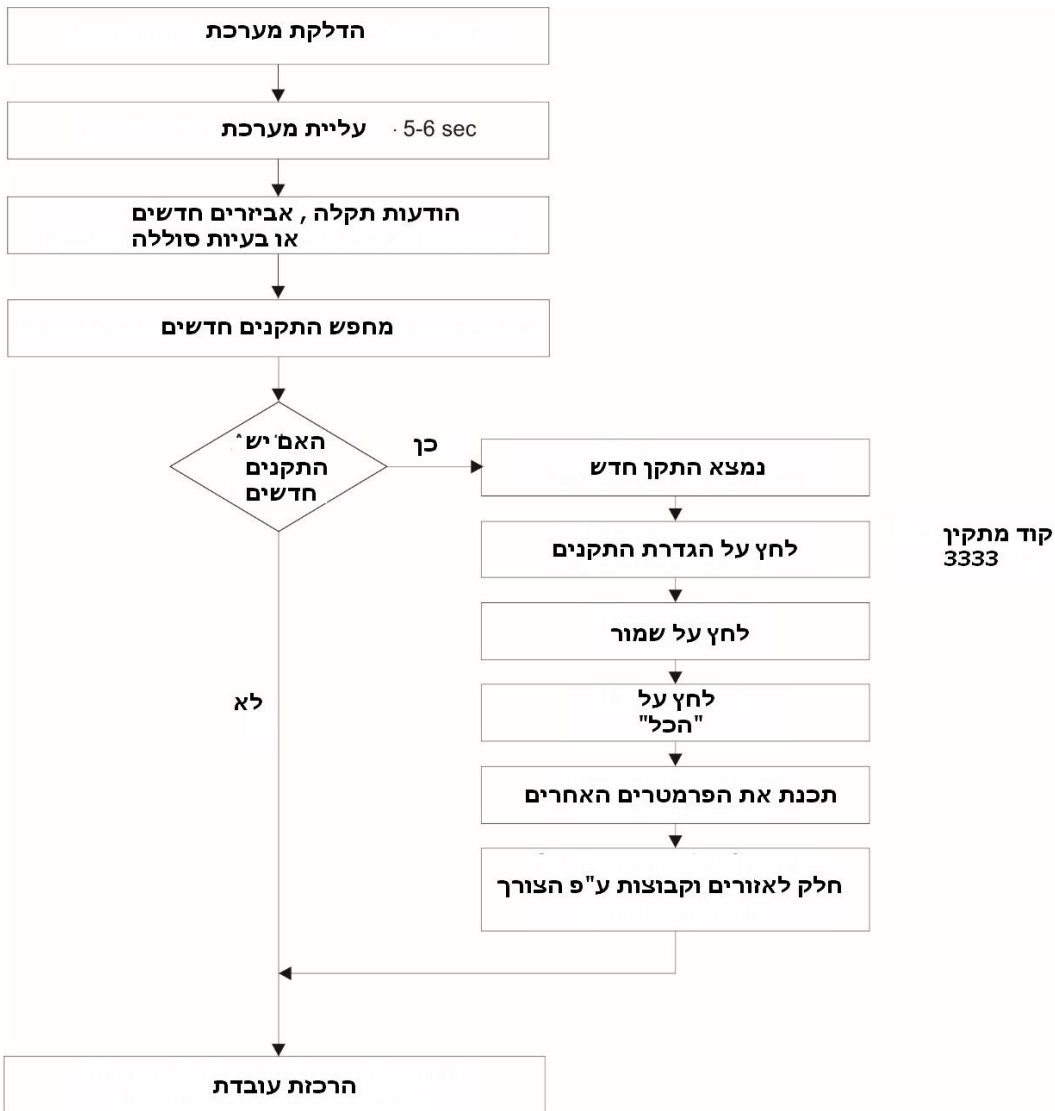 הדלקת מערכת
עליית מערכת · 5-6 sec
הודעות תקלה , אביזרים חדשים
או בעיות סוללה
מחפש התקנים חדשים
האם יש
התקנים
חדשים
כן
נמצא התקן חדש
לחץ על הגדרת התקנים
קוד מתקין
3333
לחץ על שמור
לחץ על
"הכל"
תכנת את הפרמטרים האחרים
חלק לאזורים וקבוצות ע"פ הצורך
לא
הרכזת עובדת